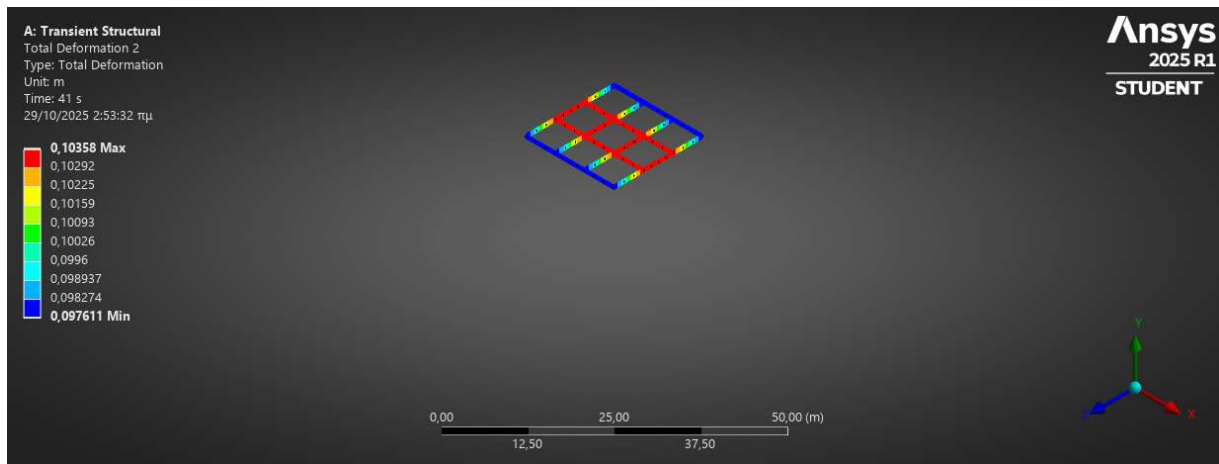 A: Transient Structural
Total Deformation 2
Type: Total Deformation
Unit: m
Time: 41 s
29/10/2025 2:53:32 πμ
0,10358 Max
0,10292
0,10225
0,10159
0,10093
0,10026
0,0996
0,098937
0,098274
0,097611 Min
Ansys
2025 R1
STUDENT
0,00 25,00 50,00 (m)
12,50 37,50
Y
Z X